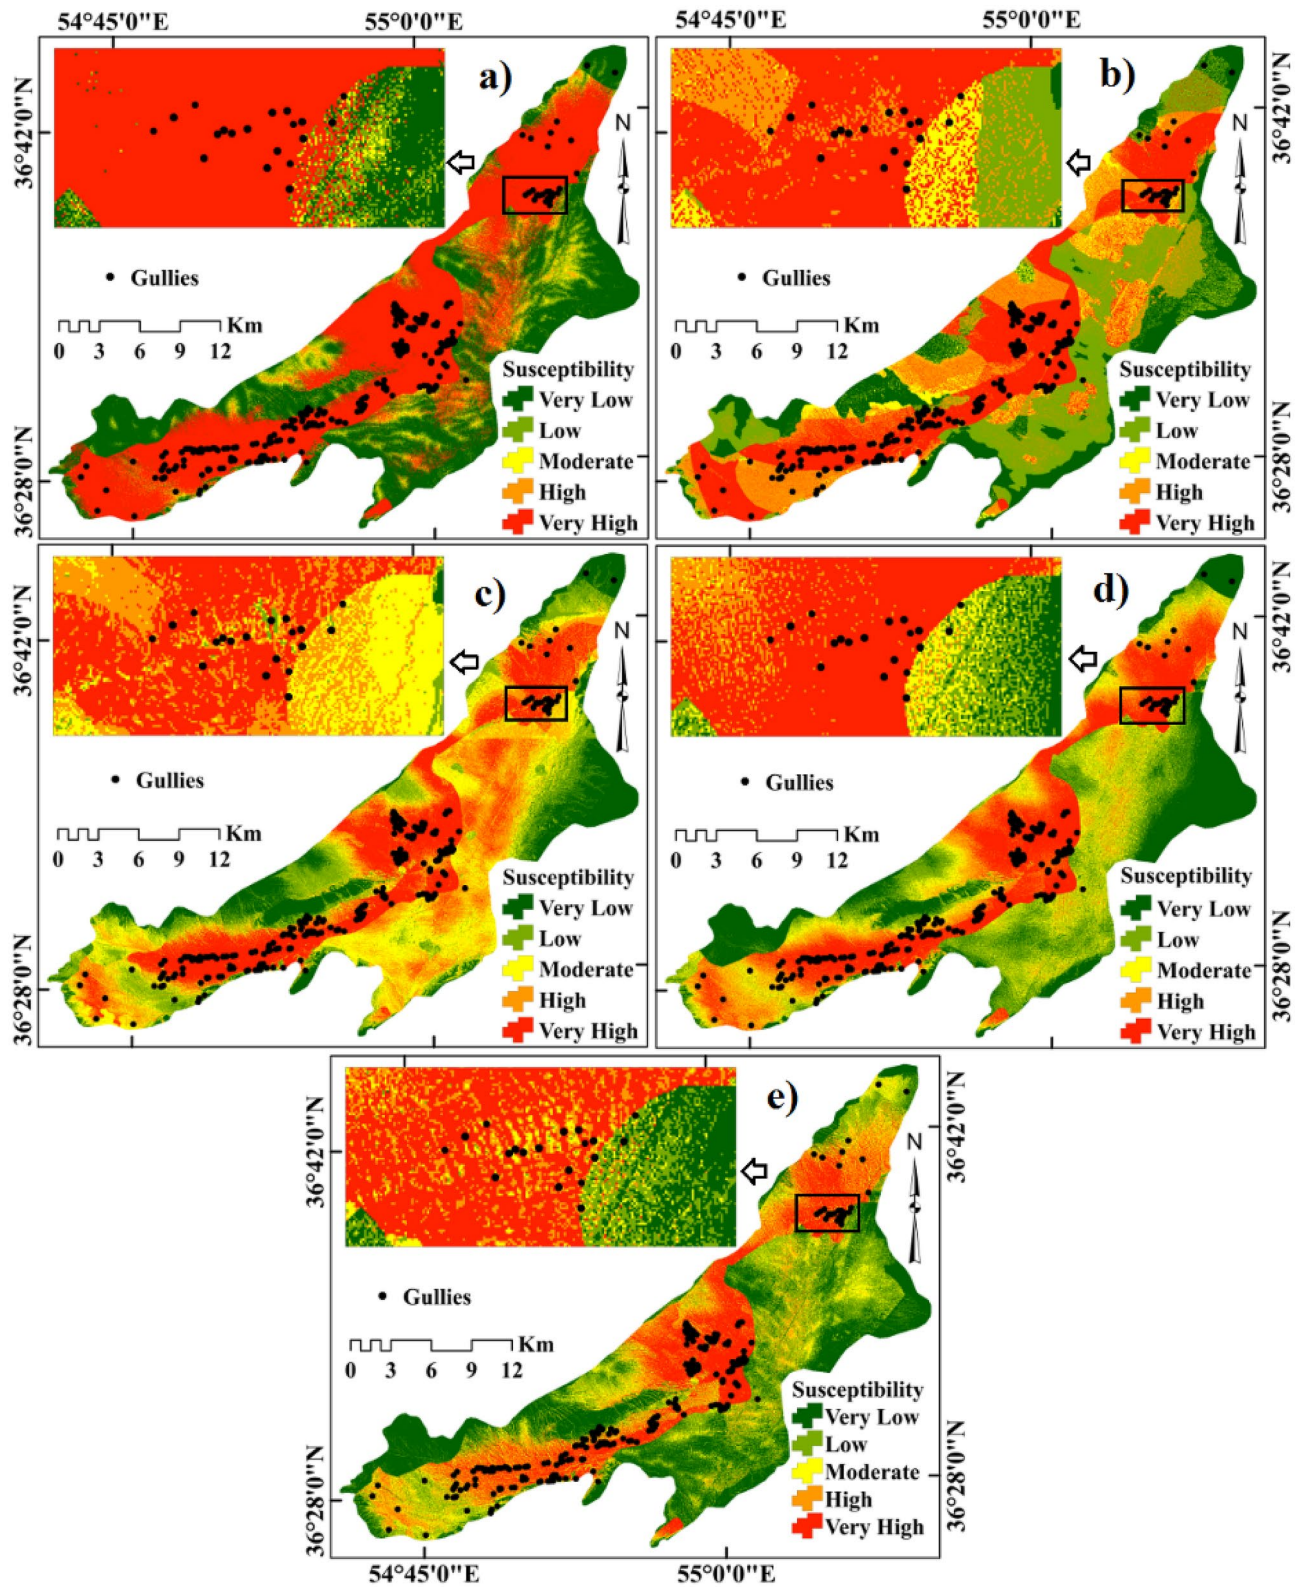 54°45'0"E 55°0'0"E 54°45'0"E 55°0'0"E
a)
36°42'0"N
N
Gullies
Km
0 3 6 9 12
Susceptibility
Very Low
Low
Moderate
High
Very High
36°28'0"N
b)
36°42'0"N
N
Gullies
Km
0 3 6 9 12
Susceptibility
Very Low
Low
Moderate
High
Very High
36°28'0"N
c)
36°42'0"N
N
Gullies
Km
0 3 6 9 12
Susceptibility
Very Low
Low
Moderate
High
Very High
36°28'0"N
d)
36°42'0"N
N
Gullies
Km
0 3 6 9 12
Susceptibility
Very Low
Low
Moderate
High
Very High
36°28'0"N
e)
36°42'0"N
36°42'0"N
N
Gullies
Km
0 3 6 9 12
Susceptibility
Very Low
Low
Moderate
High
Very High
36°28'0"N
36°28'0"N
54°45'0"E 55°0'0"E